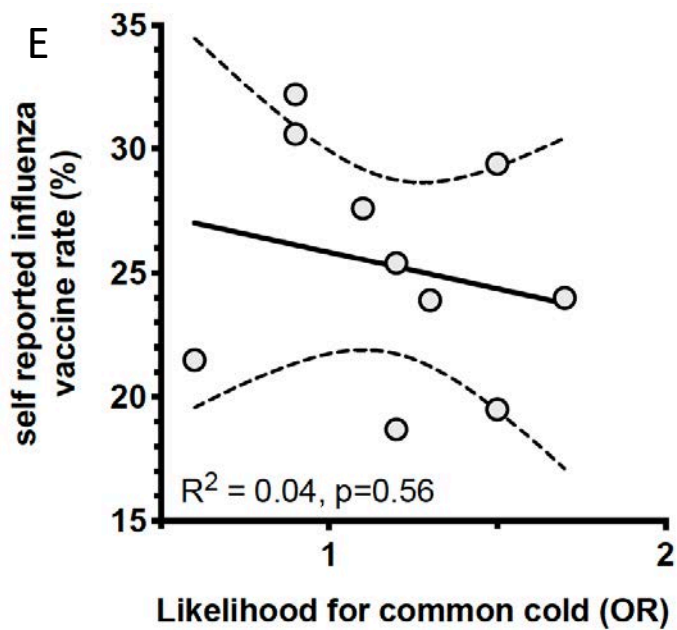 E
self reported influenza
vaccine rate (%)
35
30
25
20
15
R² = 0.04, p=0.56
1
2
Likelihood for common cold (OR)